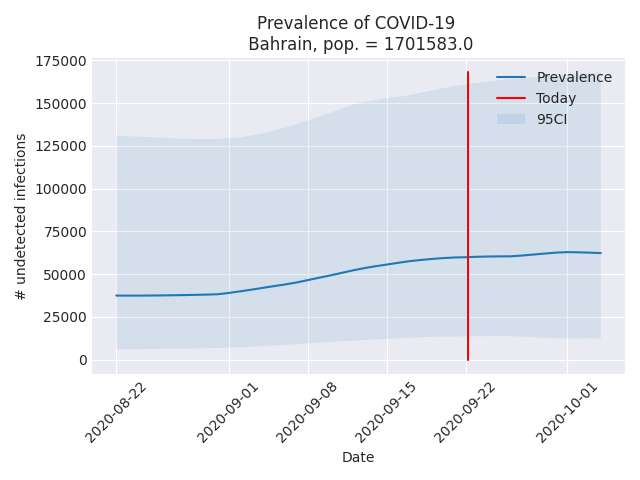 Prevalence of COVID-19
Bahrain, pop. = 1701583.0
175000
150000
125000
100000
75000
50000
25000
0
# undetected infections
Prevalence
Today
95CI
2020-08-22
2020-09-01
2020-09-08
2020-09-15
2020-09-22
2020-10-01
Date